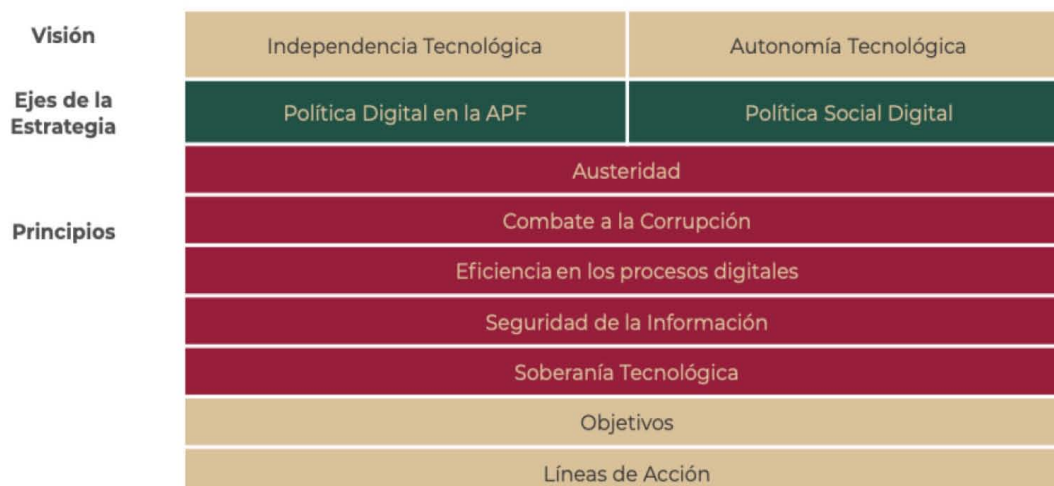 Visión
Independencia Tecnológica
Autonomía Tecnológica
Ejes de la
Estrategia
Política Digital en la APF
Política Social Digital
Principios
Austeridad
Combate a la Corrupción
Eficiencia en los procesos digitales
Seguridad de la Información
Soberanía Tecnológica
Objetivos
Líneas de Acción